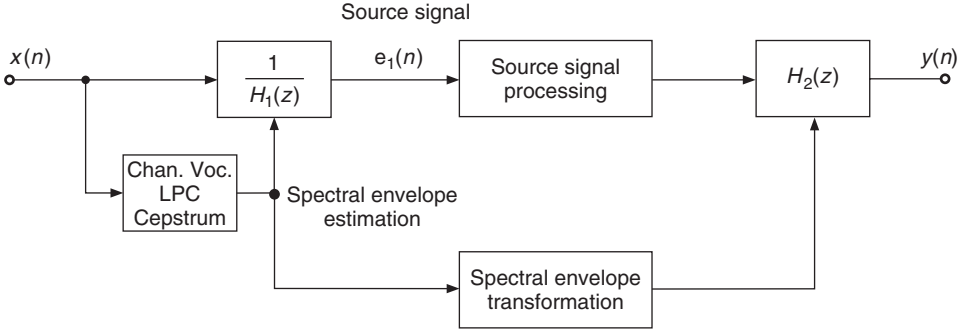 Source signal
x(n)
1
H1(z)
e1(n)
Source signal
processing
H2(z)
y(n)
Chan. Voc.
LPC
Cepstrum
Spectral envelope
estimation
Spectral envelope
transformation